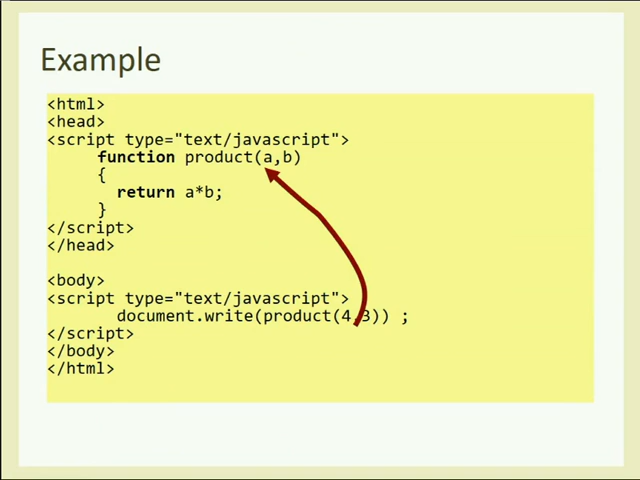 Example
<html>
<head>
<script type="text/javascript">
function product(a,b)
{
return a*b;
}
</script>
</head>
<body>
<script type="text/javascript">
document.write(product(4,3)) ;
</script>
</body>
</html>